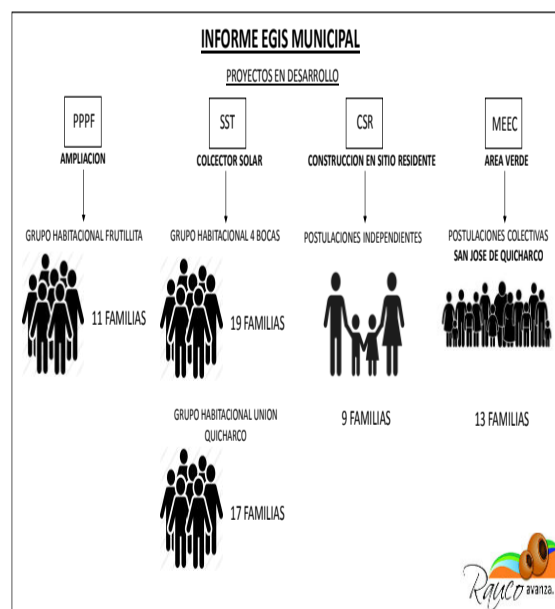 INFORME EGIS MUNICIPAL
PROYECTOS EN DESARROLLO
PPPF
AMPLIACION
GRUPO HABITACIONAL FRUTILLITA
11 FAMILIAS
SST
COLCECTOR SOLAR
GRUPO HABITACIONAL 4 BOCAS
19 FAMILIAS
GRUPO HABITACIONAL UNION
QUICHARCO
17 FAMILIAS
CSR
CONSTRUCCION EN SITIO RESIDENTE
POSTULACIONES INDEPENDIENTES
9 FAMILIAS
MEEC
AREA VERDE
POSTULACIONES COLECTIVAS
SAN JOSE DE QUICHARCO
13 FAMILIAS
Rauco avanza.